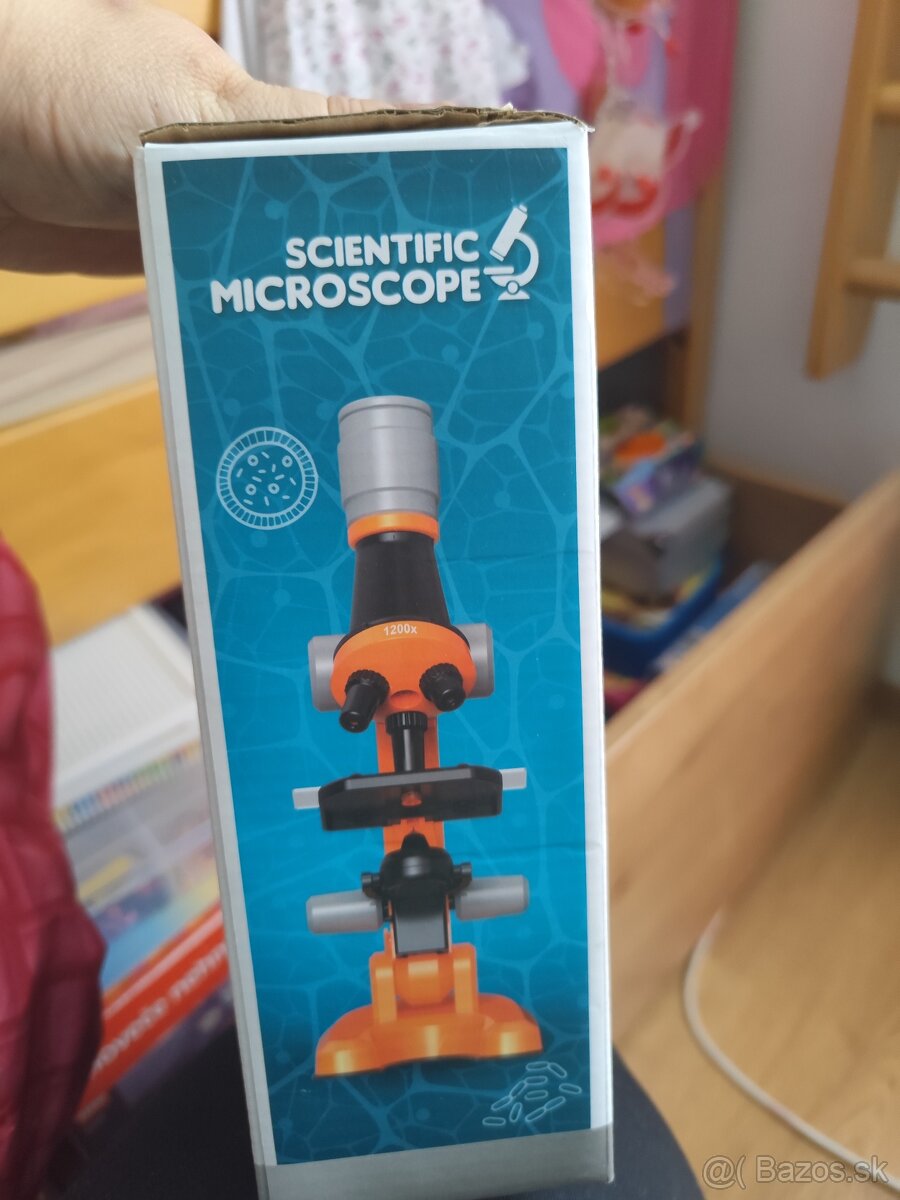 SCIENTIFIC
MICROSCOPE
1200x
@( Bazos.sk